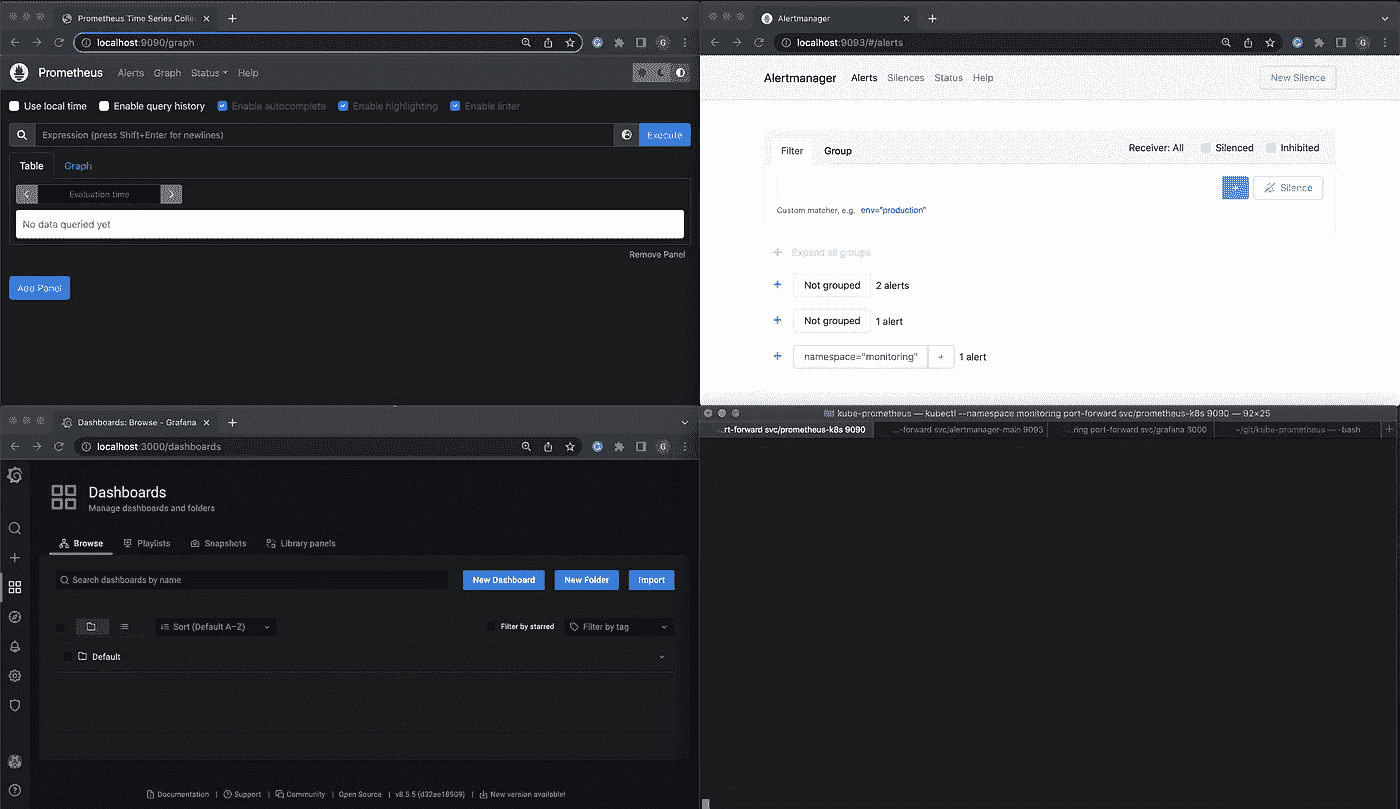 Prometheus Time Series Colle
localhost:9090/graph
G
Prometheus Alerts Graph Status Help
Use local time Enable query history Enable autocomplete Enable highlighting Enable linter
Expression (press Shift+Enter for newlines) Execute
Table Graph
Evaluation time
No data queried yet
Remove Panel
Add Panel
Alertmanager
localhost:9093/#/alerts
G
Alertmanager Alerts Silences Status Help New Silence
Filter Group Receiver: All Silenced Inhibited
+ Silence
Custom matcher, e.g. env="production"
+ Expand all groups
+ Not grouped 2 alerts
+ Not grouped 1 alert
+ namespace="monitoring" + 1 alert
Dashboards: Browse - Grafana
localhost:3000/dashboards
G
Dashboards
Manage dashboards and folders
Browse Playlists Snapshots Library panels
Search dashboards by name New Dashboard New Folder Import
Sort (Default A–Z) Filter by starred Filter by tag
Default
Documentation | Support | Community | Open Source | v8.5.5 (d32ae18909) | New version available!
kube-prometheus — kubectl --namespace monitoring port-forward svc/prometheus-k8s 9090 — 92×25
...rt-forward svc/prometheus-k8s 9090 ...-forward svc/alertmanager-main 9093 ...ring port-forward svc/grafana 3000 ~/git/kube-prometheus — -bash